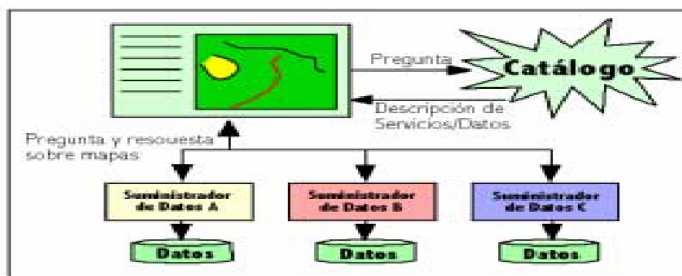 Pregunta
Catálogo
Descripción de
Servicios/Datos
Pregunta y resouesta
sobre mapas
Suministrador
de Datos A
Suministrador
de Datos B
Suministrador
de Datos C
Datos
Datos
Datos